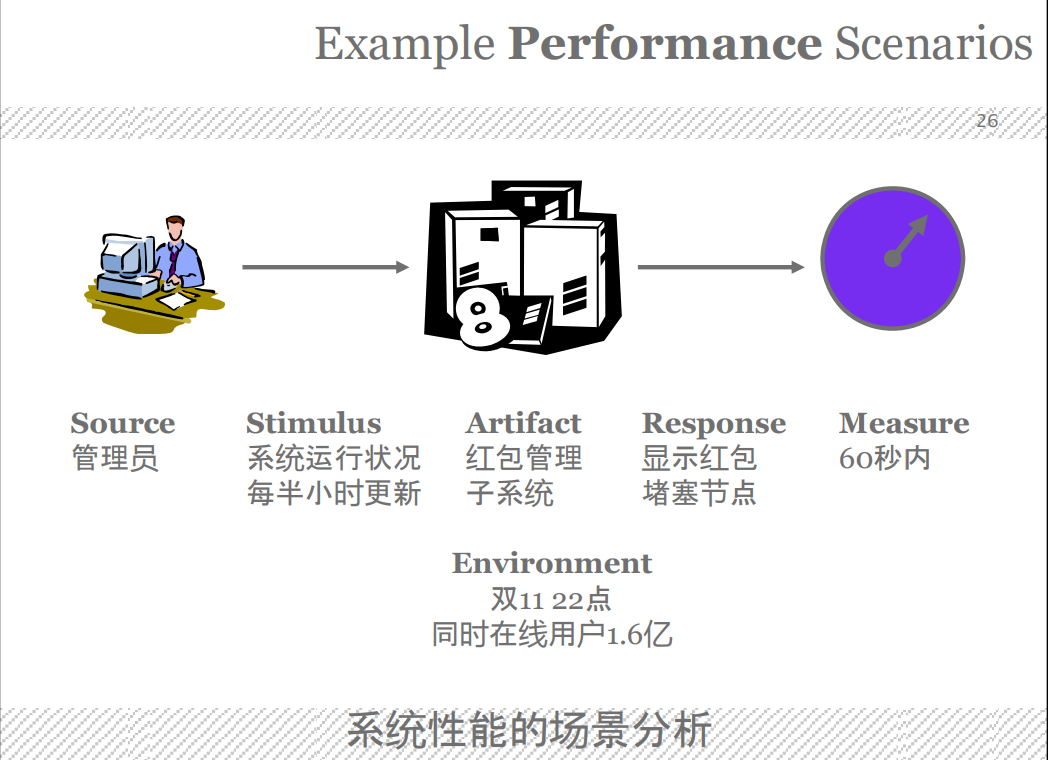 Example Performance Scenarios
26
Source
管理员
Stimulus
系统运行状况
每半小时更新
Artifact
红包管理
子系统
Response
显示红包
堵塞节点
Measure
60秒内
Environment
双11 22点
同时在线用户1.6亿
系统性能的场景分析